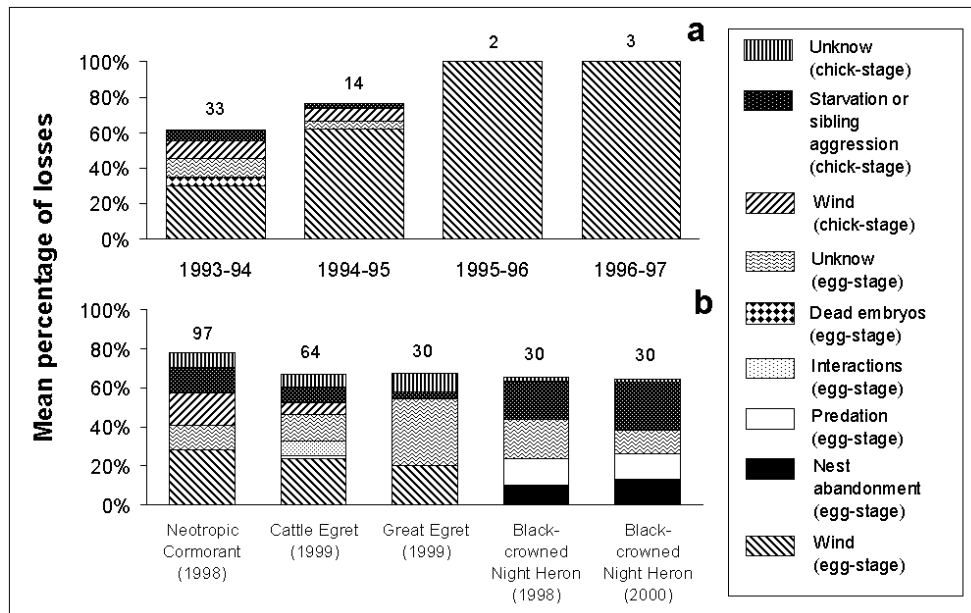 Mean percentage of losses
a
33
14
2
3
100%
80%
60%
40%
20%
0%
1993-94
1994-95
1995-96
1996-97
b
97
64
30
30
30
100%
80%
60%
40%
20%
0%
Neotropic
Cormorant
(1998)
Cattle Egret
(1999)
Great Egret
(1999)
Black-
crowned
Night Heron
(1998)
Black-
crowned
Night Heron
(2000)
Unknow
(chick-stage)
Starvation or
sibling
aggression
(chick-stage)
Wind
(chick-stage)
Unknow
(egg-stage)
Dead embryos
(egg-stage)
Interactions
(egg-stage)
Predation
(egg-stage)
Nest
abandonment
(egg-stage)
Wind
(egg-stage)